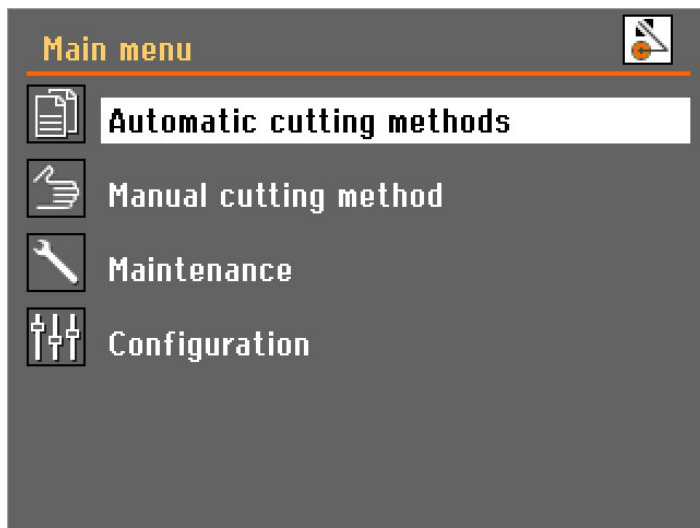 Main menu
Automatic cutting methods
Manual cutting method
Maintenance
Configuration